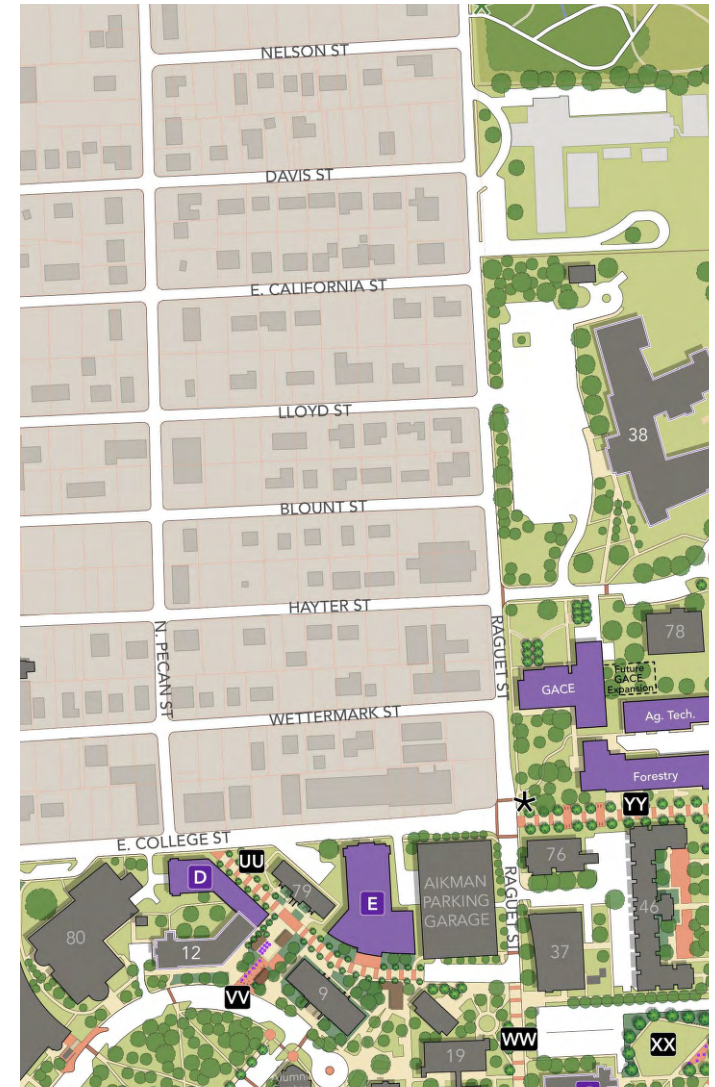 NELSON ST
DAVIS ST
E. CALIFORNIA ST
LLOYD ST
38
BLOUNT ST
HAYTER ST
N. PECAN ST
RAGUET ST
78
GACE
Future
GACE
Expansion
Ag. Tech.
WETTERMARK ST
Forestry
YY
E. COLLEGE ST
UU
D
79
E
AIKMAN
PARKING
GARAGE
RAGUET ST
76
46
80
12
37
VV
9
WW
XX
19
Alumni